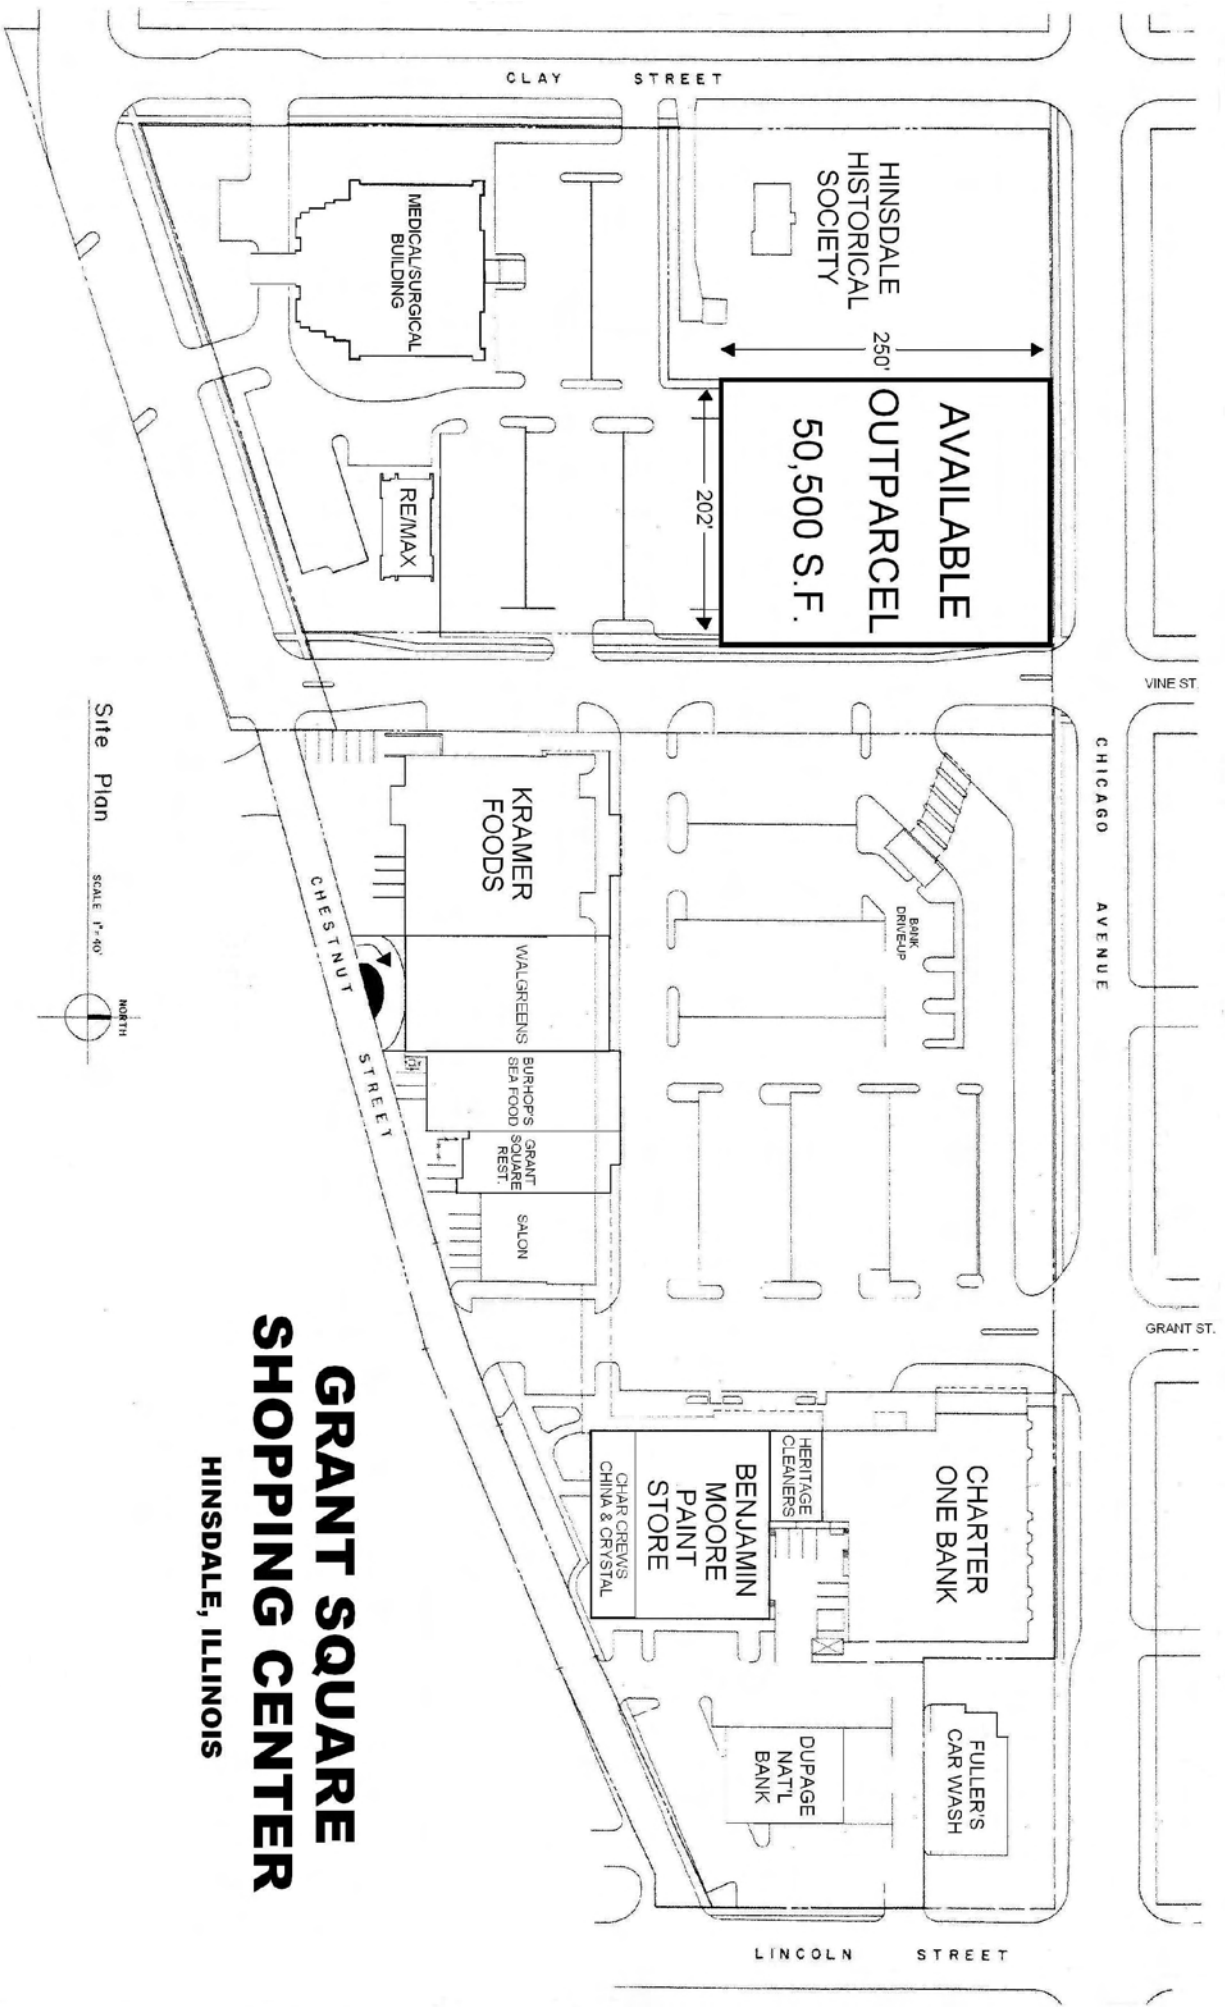 CLAY STREET
HINSDALE
HISTORICAL
SOCIETY
MEDICAL/SURGICAL
BUILDING
250'
AVAILABLE
OUTPARCEL
50,500 S.F.
202'
RE/MAX
VINE ST.
CHICAGO AVENUE
Site Plan
SCALE 1"=40'
NORTH
KRAMER
FOODS
BANK
DRIVE-UP
WALGREENS
CHESTNUT STREET
BURHOP'S
SEA FOOD
GRANT
SQUARE
REST.
SALON
GRANT ST.
CHARTER
ONE BANK
HERITAGE
CLEANERS
BENJAMIN
MOORE
PAINT
STORE
CHAR CREWS
CHINA & CRYSTAL
FULLER'S
CAR WASH
DUPAGE
NAT'L
BANK
LINCOLN STREET
GRANT SQUARE
SHOPPING CENTER
HINSDALE, ILLINOIS